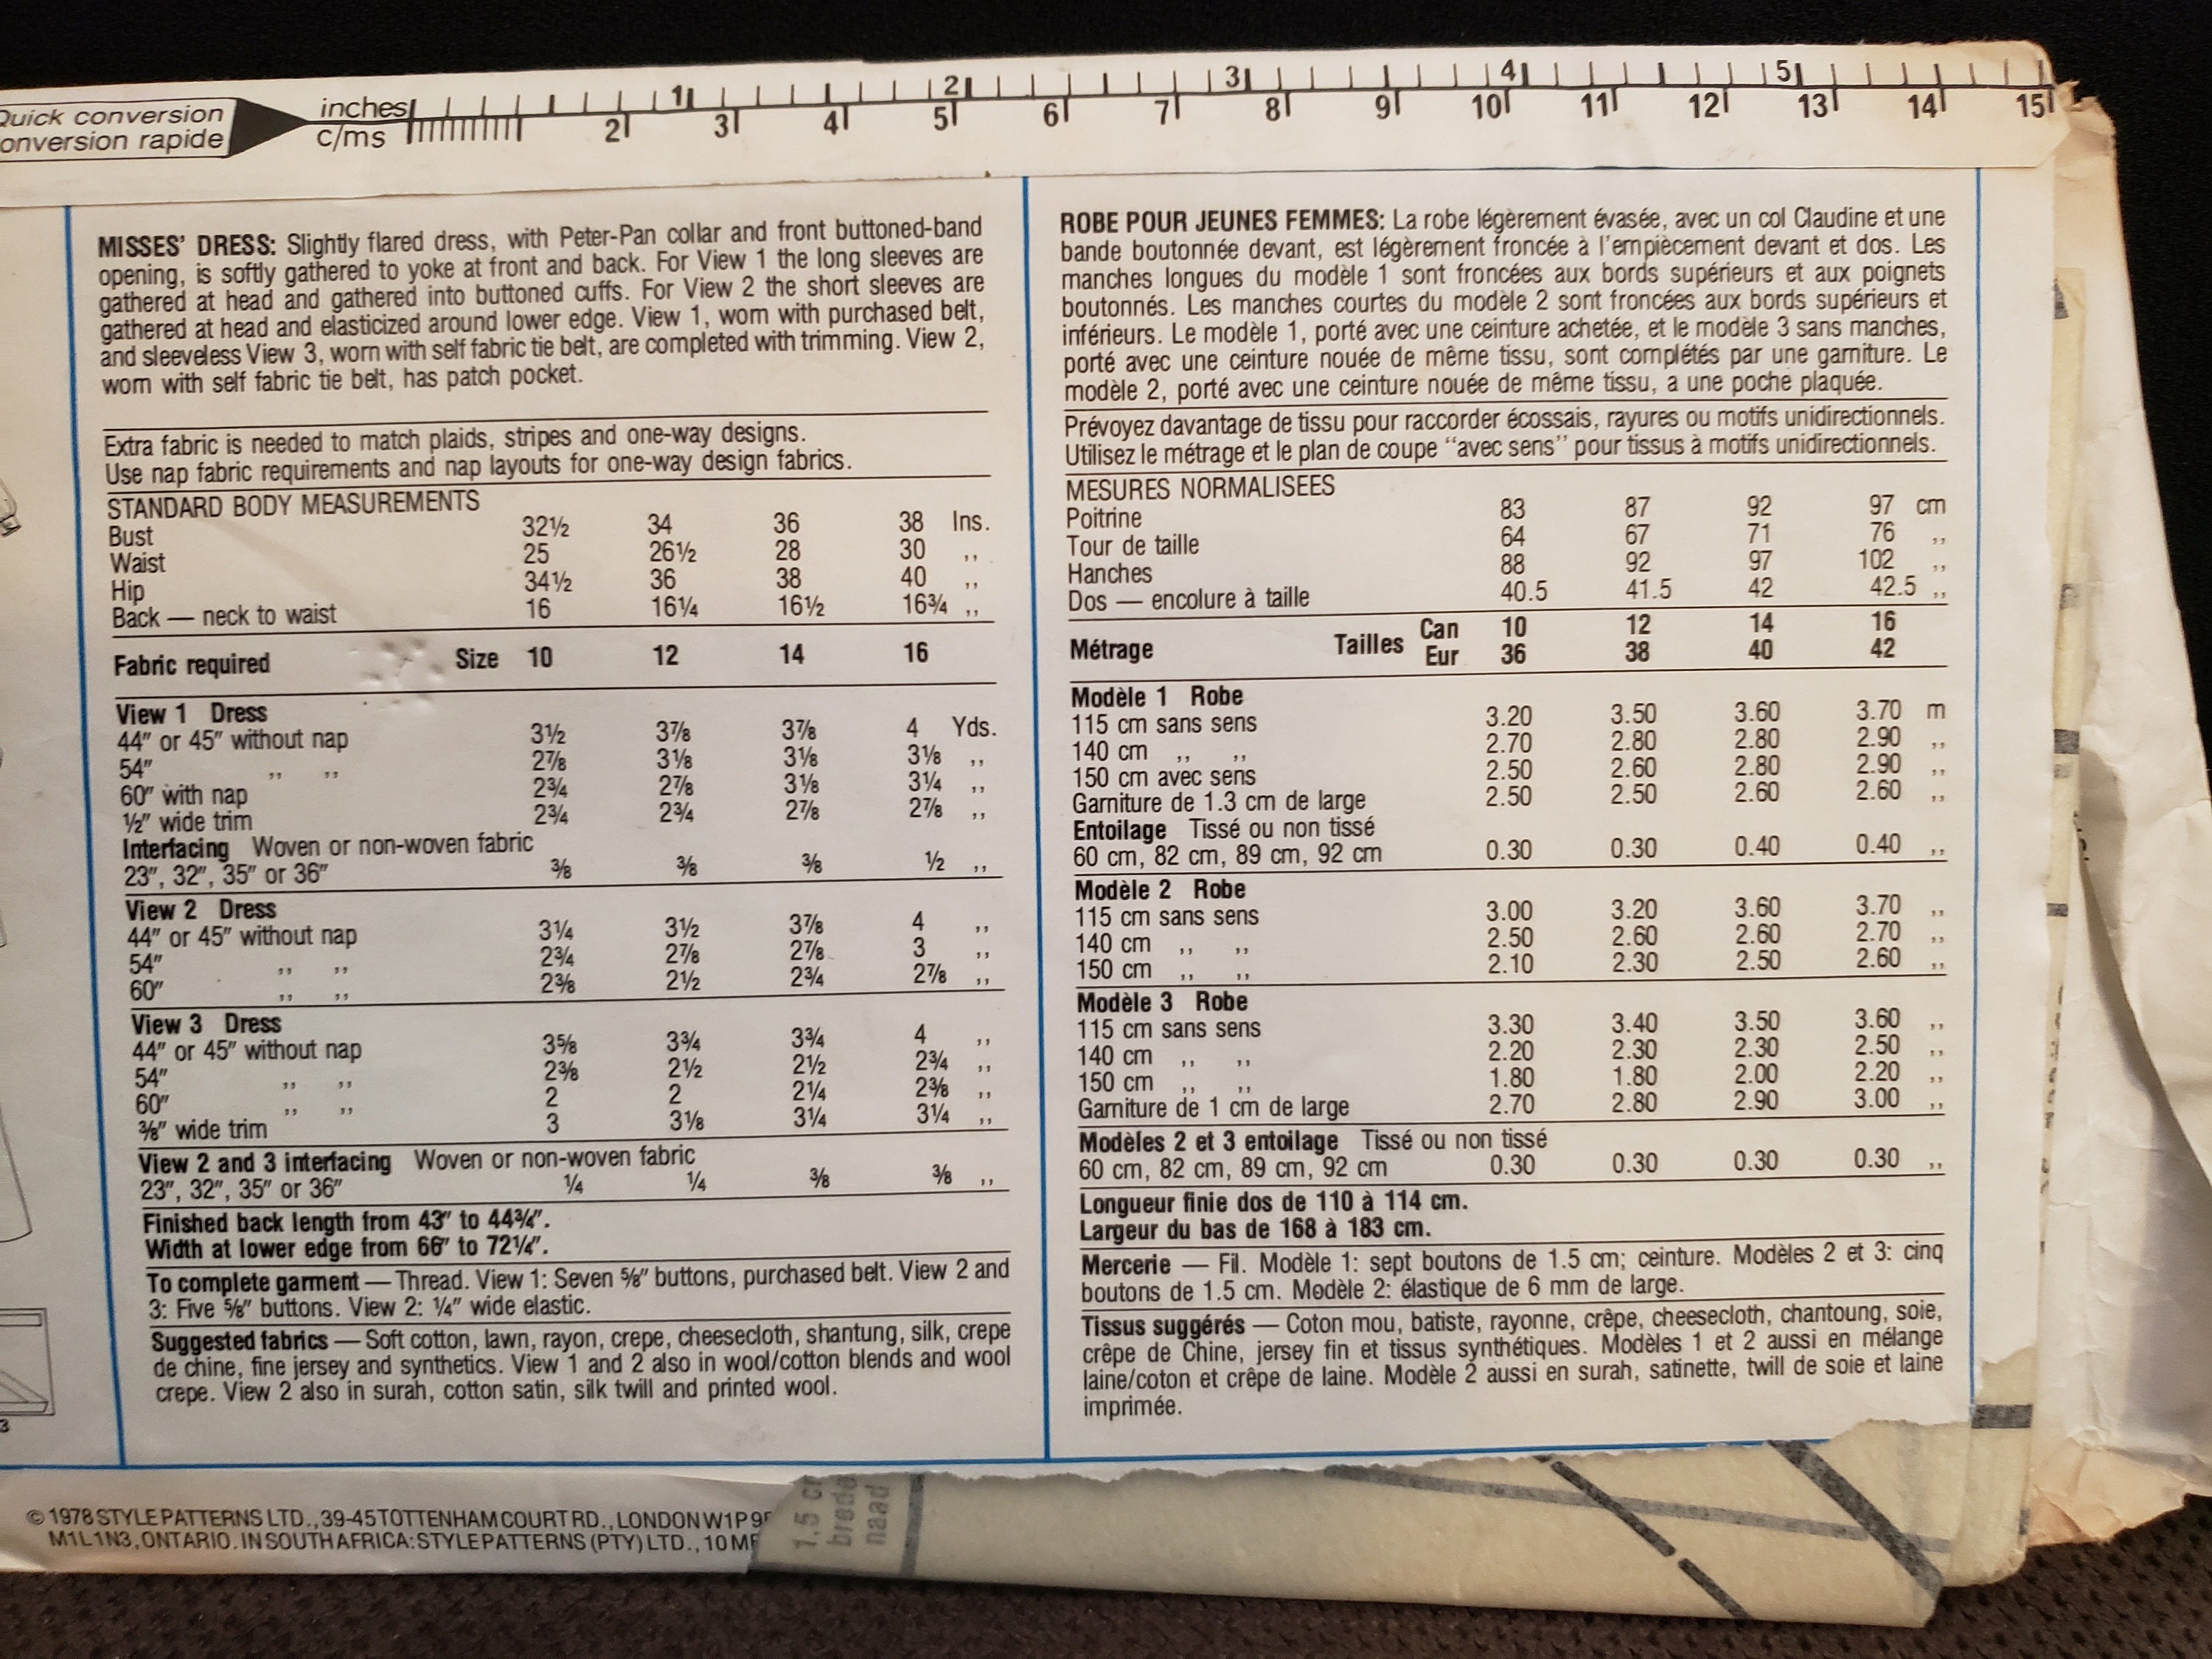 Quick conversion
onversion rapide
inches 1 2 3 4 5
c/ms 2 3 4 5 6 7 8 9 10 11 12 13 14 15
MISSES' DRESS: Slightly flared dress, with Peter-Pan collar and front buttoned-band
opening, is softly gathered to yoke at front and back. For View 1 the long sleeves are
gathered at head and gathered into buttoned cuffs. For View 2 the short sleeves are
gathered at head and elasticized around lower edge. View 1, worn with purchased belt,
and sleeveless View 3, worn with self fabric tie belt, are completed with trimming. View 2,
worn with self fabric tie belt, has patch pocket.
Extra fabric is needed to match plaids, stripes and one-way designs.
Use nap fabric requirements and nap layouts for one-way design fabrics.
STANDARD BODY MEASUREMENTS
Bust 32½ 34 36 38 Ins.
Waist 25 26½ 28 30 ,,
Hip 34½ 36 38 40 ,,
Back — neck to waist 16 16¼ 16½ 16¾ ,,
Fabric required Size 10 12 14 16
View 1 Dress
44" or 45" without nap 3½ 3⅞ 3⅞ 4 Yds.
54" ,, ,, 2⅞ 3⅛ 3⅛ 3⅛ ,,
60" with nap 2¾ 2⅞ 3⅛ 3¼ ,,
½" wide trim 2¾ 2¾ 2⅞ 2⅞ ,,
Interfacing Woven or non-woven fabric
23", 32", 35" or 36" ⅜ ⅜ ⅜ ½ ,,
View 2 Dress
44" or 45" without nap 3¼ 3½ 3⅞ 4 ,,
54" ,, ,, 2¾ 2⅞ 2⅞ 3 ,,
60" ,, ,, 2⅜ 2½ 2¾ 2⅞ ,,
View 3 Dress
44" or 45" without nap 3⅝ 3¾ 3¾ 4 ,,
54" ,, ,, 2⅜ 2½ 2½ 2¾ ,,
60" ,, ,, 2 2 2¼ 2⅜ ,,
⅜" wide trim 3 3⅛ 3¼ 3¼ ,,
View 2 and 3 interfacing Woven or non-woven fabric
23", 32", 35" or 36" ¼ ¼ ⅜ ⅜ ,,
Finished back length from 43" to 44¾".
Width at lower edge from 66" to 72¼".
To complete garment — Thread. View 1: Seven ⅝" buttons, purchased belt. View 2 and
3: Five ⅝" buttons. View 2: ¼" wide elastic.
Suggested fabrics — Soft cotton, lawn, rayon, crepe, cheesecloth, shantung, silk, crepe
de chine, fine jersey and synthetics. View 1 and 2 also in wool/cotton blends and wool
crepe. View 2 also in surah, cotton satin, silk twill and printed wool.
ROBE POUR JEUNES FEMMES: La robe légèrement évasée, avec un col Claudine et une
bande boutonnée devant, est légèrement froncée à l'empiècement devant et dos. Les
manches longues du modèle 1 sont froncées aux bords supérieurs et aux poignets
boutonnés. Les manches courtes du modèle 2 sont froncées aux bords supérieurs et
inférieurs. Le modèle 1, porté avec une ceinture achetée, et le modèle 3 sans manches,
porté avec une ceinture nouée de même tissu, sont complétés par une garniture. Le
modèle 2, porté avec une ceinture nouée de même tissu, a une poche plaquée.
Prévoyez davantage de tissu pour raccorder écossais, rayures ou motifs unidirectionnels.
Utilisez le métrage et le plan de coupe "avec sens" pour tissus à motifs unidirectionnels.
MESURES NORMALISEES
Poitrine 83 87 92 97 cm
Tour de taille 64 67 71 76 ,,
Hanches 88 92 97 102 ,,
Dos — encolure à taille 40.5 41.5 42 42.5 ,,
Métrage Tailles Can 10 12 14 16
Eur 36 38 40 42
Modèle 1 Robe
115 cm sans sens 3.20 3.50 3.60 3.70 m
140 cm ,, ,, 2.70 2.80 2.80 2.90 ,,
150 cm avec sens 2.50 2.60 2.80 2.90 ,,
Garniture de 1.3 cm de large 2.50 2.50 2.60 2.60 ,,
Entoilage Tissé ou non tissé
60 cm, 82 cm, 89 cm, 92 cm 0.30 0.30 0.40 0.40 ,,
Modèle 2 Robe
115 cm sans sens 3.00 3.20 3.60 3.70 ,,
140 cm ,, ,, 2.50 2.60 2.60 2.70 ,,
150 cm ,, ,, 2.10 2.30 2.50 2.60 ,,
Modèle 3 Robe
115 cm sans sens 3.30 3.40 3.50 3.60 ,,
140 cm ,, ,, 2.20 2.30 2.30 2.50 ,,
150 cm ,, ,, 1.80 1.80 2.00 2.20 ,,
Garniture de 1 cm de large 2.70 2.80 2.90 3.00 ,,
Modèles 2 et 3 entoilage Tissé ou non tissé
60 cm, 82 cm, 89 cm, 92 cm 0.30 0.30 0.30 0.30 ,,
Longueur finie dos de 110 à 114 cm.
Largeur du bas de 168 à 183 cm.
Mercerie — Fil. Modèle 1: sept boutons de 1.5 cm; ceinture. Modèles 2 et 3: cinq
boutons de 1.5 cm. Modèle 2: élastique de 6 mm de large.
Tissus suggérés — Coton mou, batiste, rayonne, crêpe, cheesecloth, chantoung, soie,
crêpe de Chine, jersey fin et tissus synthétiques. Modèles 1 et 2 aussi en mélange
laine/coton et crêpe de laine. Modèle 2 aussi en surah, satinette, twill de soie et laine
imprimée.
3
© 1978 STYLE PATTERNS LTD., 39-45 TOTTENHAM COURT RD., LONDON W1P 9
M1L 1N3, ONTARIO. IN SOUTH AFRICA: STYLE PATTERNS (PTY) LTD., 10 M
1.5 c
brede
naad